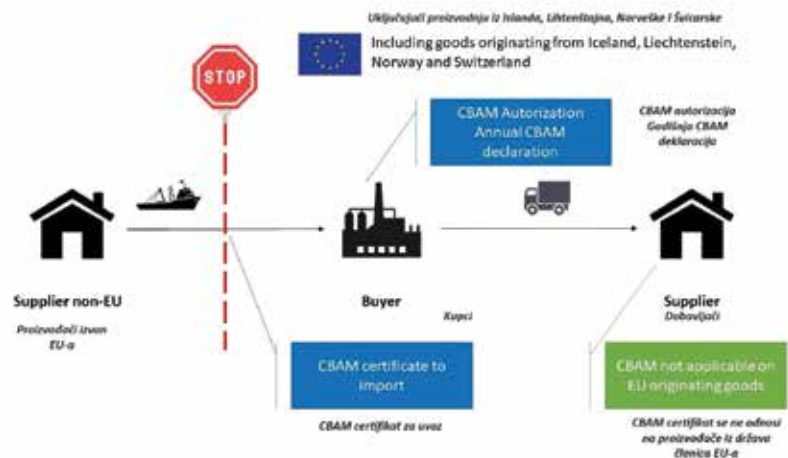 Uključujući proizvodnju iz Islanda, Lihtenštajna, Norveške i Švicarske
Including goods originating from Iceland, Liechtenstein,
Norway and Switzerland
STOP
CBAM Autorization
Annual CBAM
declaration
CBAM autorizacija
Godišnja CBAM
deklaracija
Supplier non-EU
Proizvođači izvan
EU-a
Buyer
Kupci
Supplier
Dobavljači
CBAM certificate to
import
CBAM certifikat za uvoz
CBAM not applicable on
EU originating goods
CBAM certifikat se ne odnosi
na proizvođače iz država
članica EU-a